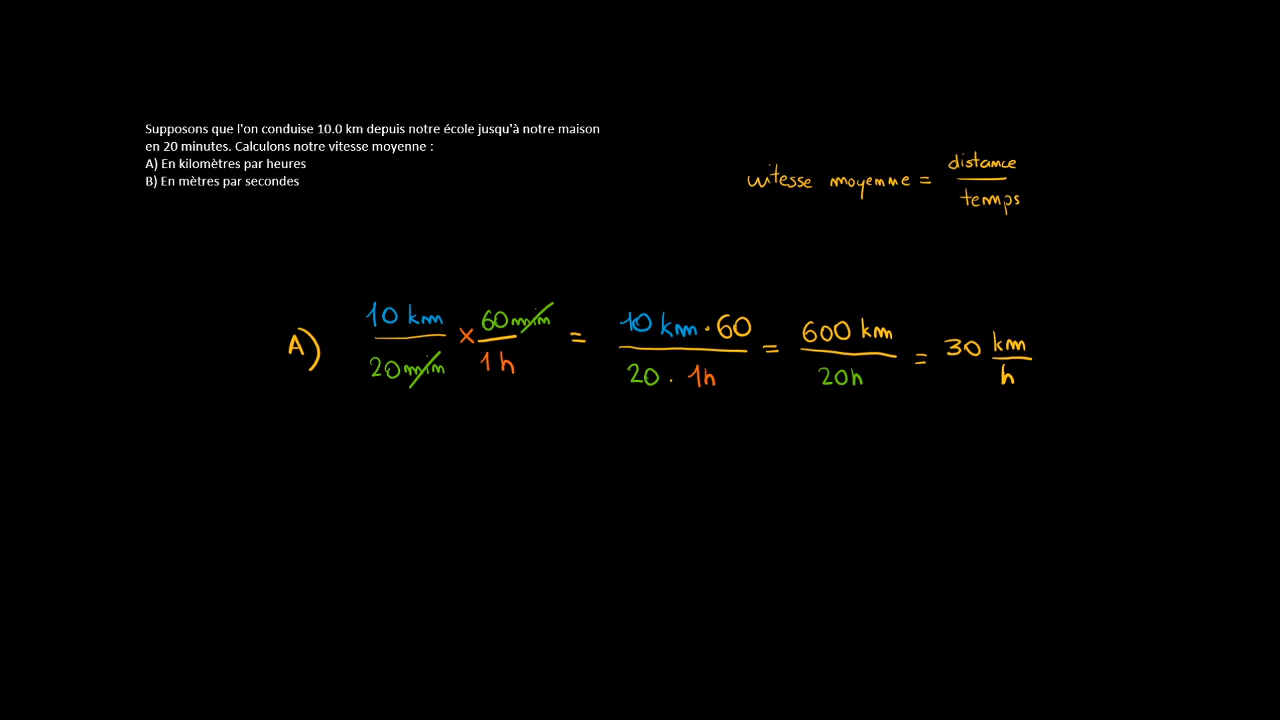 Supposons que l'on conduise 10.0 km depuis notre école jusqu'à notre maison
en 20 minutes. Calculons notre vitesse moyenne :
A) En kilomètres par heures
B) En mètres par secondes
vitesse moyenne = distance / temps
A) 10 km / 20 min × 60 min / 1 h = 10 km · 60 / 20 · 1h = 600 km / 20h = 30 km / h